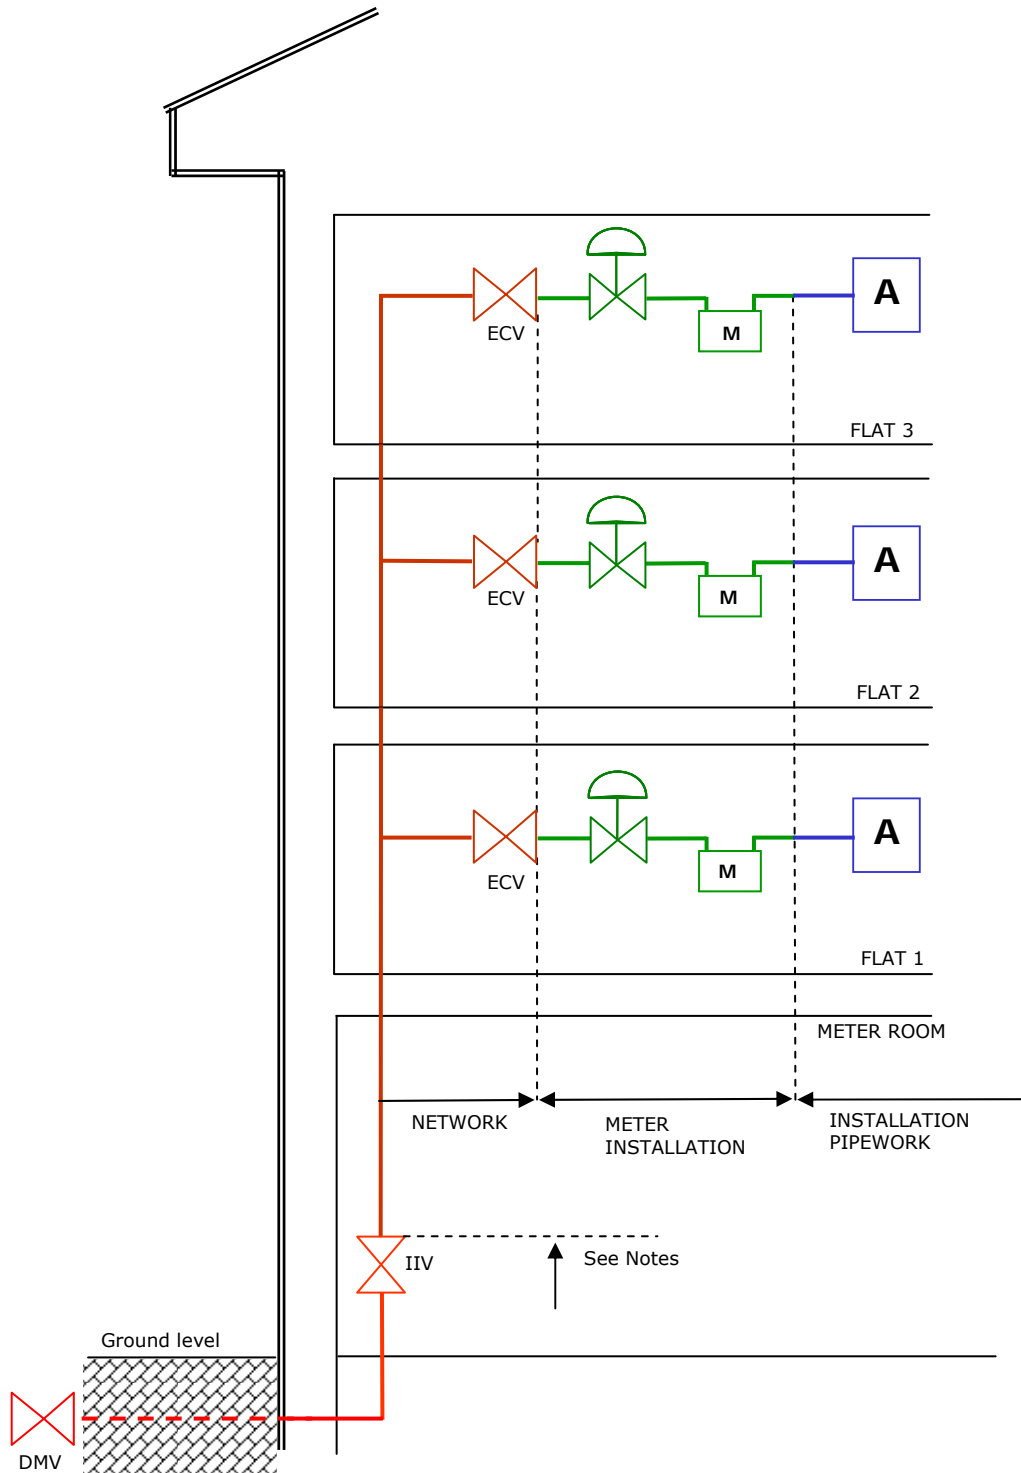 A
ECV
M
FLAT 3
A
ECV
M
FLAT 2
A
ECV
M
FLAT 1
METER ROOM
NETWORK
METER
INSTALLATION
INSTALLATION
PIPEWORK
IIV
See Notes
Ground level
DMV